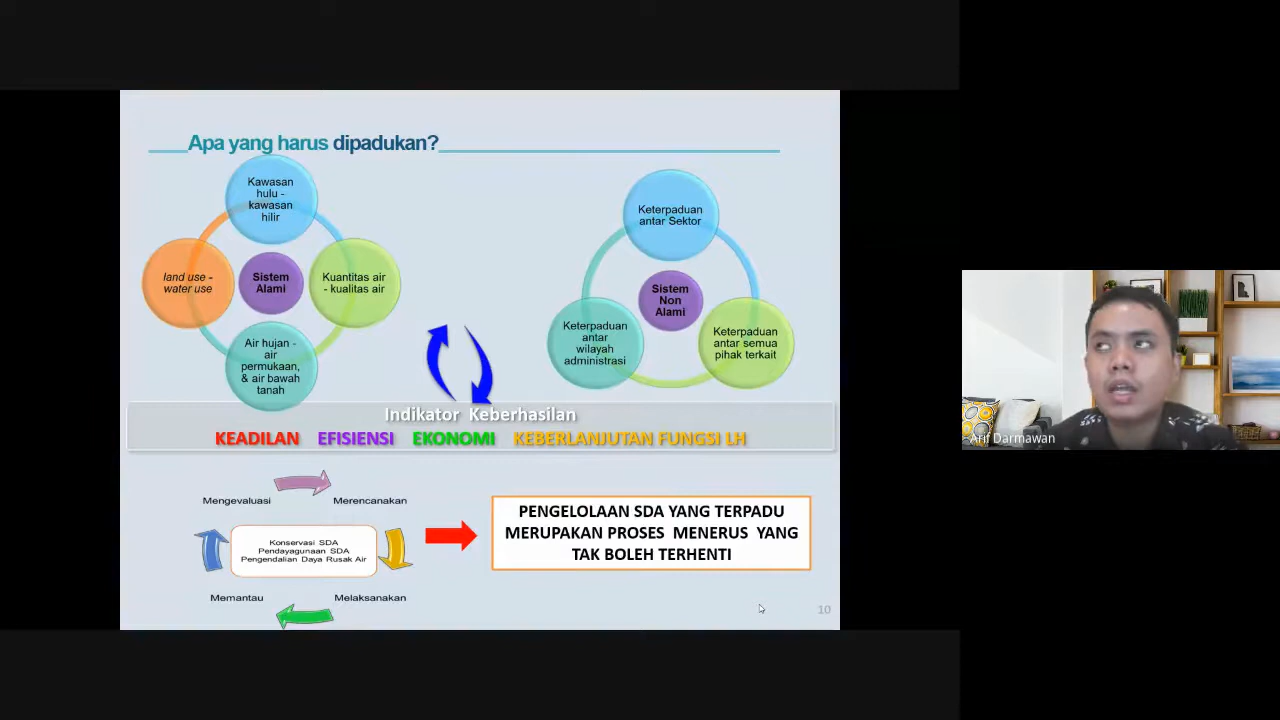 Apa yang harus dipadukan?
Kawasan
hulu -
kawasan
hilir
land use -
water use
Sistem
Alami
Kuantitas air
- kualitas air
Air hujan -
air
permukaan,
& air bawah
tanah
Keterpaduan
antar Sektor
Sistem
Non
Alami
Keterpaduan
antar
wilayah
administrasi
Keterpaduan
antar semua
pihak terkait
Indikator Keberhasilan
KEADILAN EFISIENSI EKONOMI KEBERLANJUTAN FUNGSI LH
Mengevaluasi
Merencanakan
Konservasi SDA
Pendayagunaan SDA
Pengendalian Daya Rusak Air
Memantau
Melaksanakan
PENGELOLAAN SDA YANG TERPADU
MERUPAKAN PROSES MENERUS YANG
TAK BOLEH TERHENTI
10
Arif Darmawan